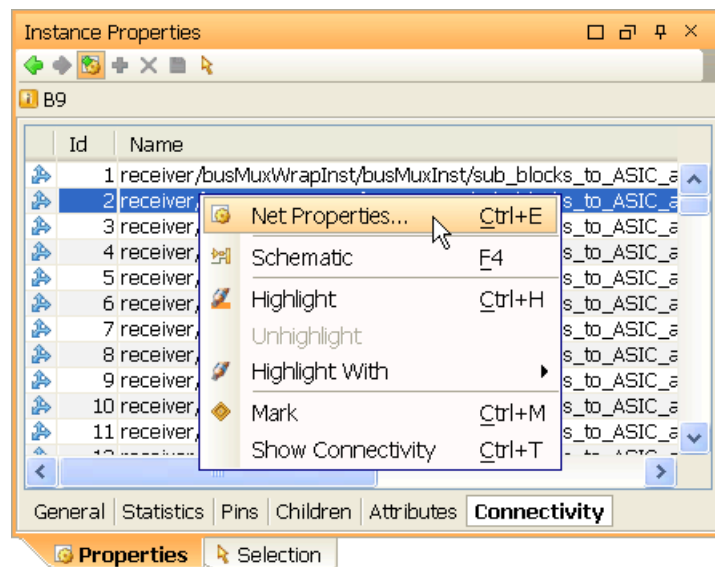 Instance Properties
B9
Id Name
1 receiver/busMuxWrapInst/busMuxInst/sub_blocks_to_ASIC_a
2 receiver, s_to_ASIC_a
Net Properties... Ctrl+E
3 receiver, s_to_ASIC_a
4 receiver, s_to_ASIC_a
Schematic F4
5 receiver, s_to_ASIC_a
6 receiver, s_to_ASIC_a
Highlight Ctrl+H
7 receiver, s_to_ASIC_a
Unhighlight
8 receiver, s_to_ASIC_a
9 receiver, s_to_ASIC_a
Highlight With
10 receiver, s_to_ASIC_a
Mark Ctrl+M
11 receiver, s_to_ASIC_a
Show Connectivity Ctrl+T
General Statistics Pins Children Attributes Connectivity
Properties Selection